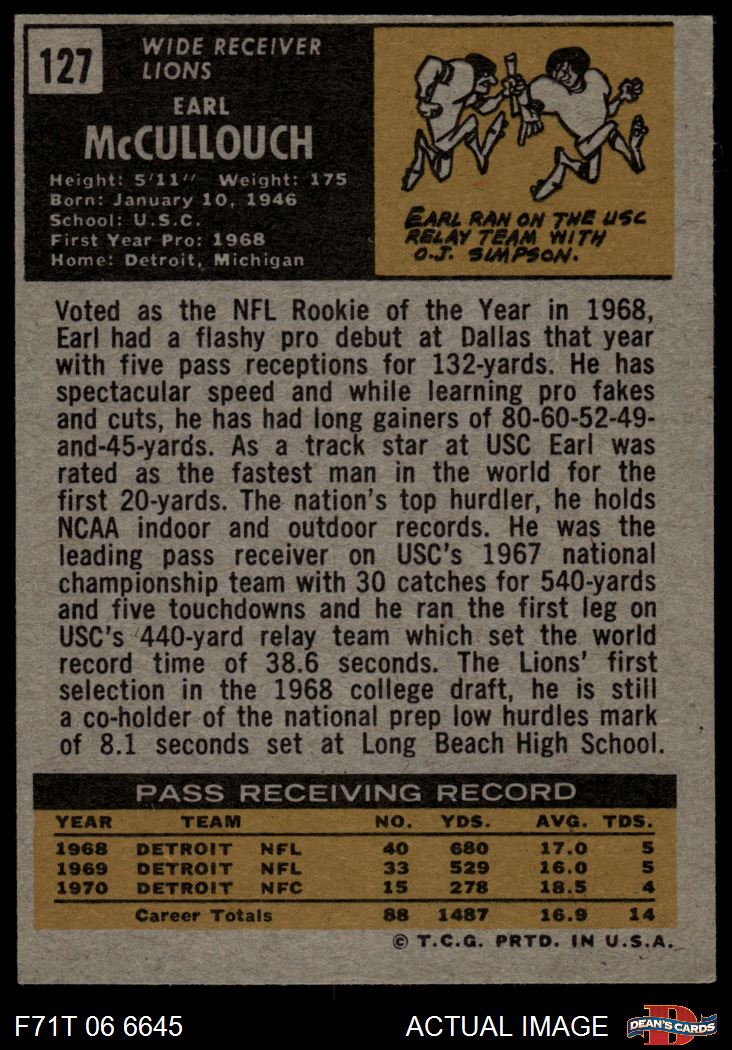 127
WIDE RECEIVER
LIONS
EARL
McCULLOUCH
Height: 5'11" Weight: 175
Born: January 10, 1946
School: U.S.C.
First Year Pro: 1968
Home: Detroit, Michigan
EARL RAN ON THE USC
RELAY TEAM WITH
O.J. SIMPSON.
Voted as the NFL Rookie of the Year in 1968,
Earl had a flashy pro debut at Dallas that year
with five pass receptions for 132-yards. He has
spectacular speed and while learning pro fakes
and cuts, he has had long gainers of 80-60-52-49-
and-45-yards. As a track star at USC Earl was
rated as the fastest man in the world for the
first 20-yards. The nation's top hurdler, he holds
NCAA indoor and outdoor records. He was the
leading pass receiver on USC's 1967 national
championship team with 30 catches for 540-yards
and five touchdowns and he ran the first leg on
USC's 440-yard relay team which set the world
record time of 38.6 seconds. The Lions' first
selection in the 1968 college draft, he is still
a co-holder of the national prep low hurdles mark
of 8.1 seconds set at Long Beach High School.
PASS RECEIVING RECORD
YEAR TEAM NO. YDS. AVG. TDS.
1968 DETROIT NFL 40 680 17.0 5
1969 DETROIT NFL 33 529 16.0 5
1970 DETROIT NFC 15 278 18.5 4
Career Totals 88 1487 16.9 14
© T.C.G. PRTD. IN U.S.A.
F71T 06 6645 ACTUAL IMAGE
D
DEAN'S CARDS